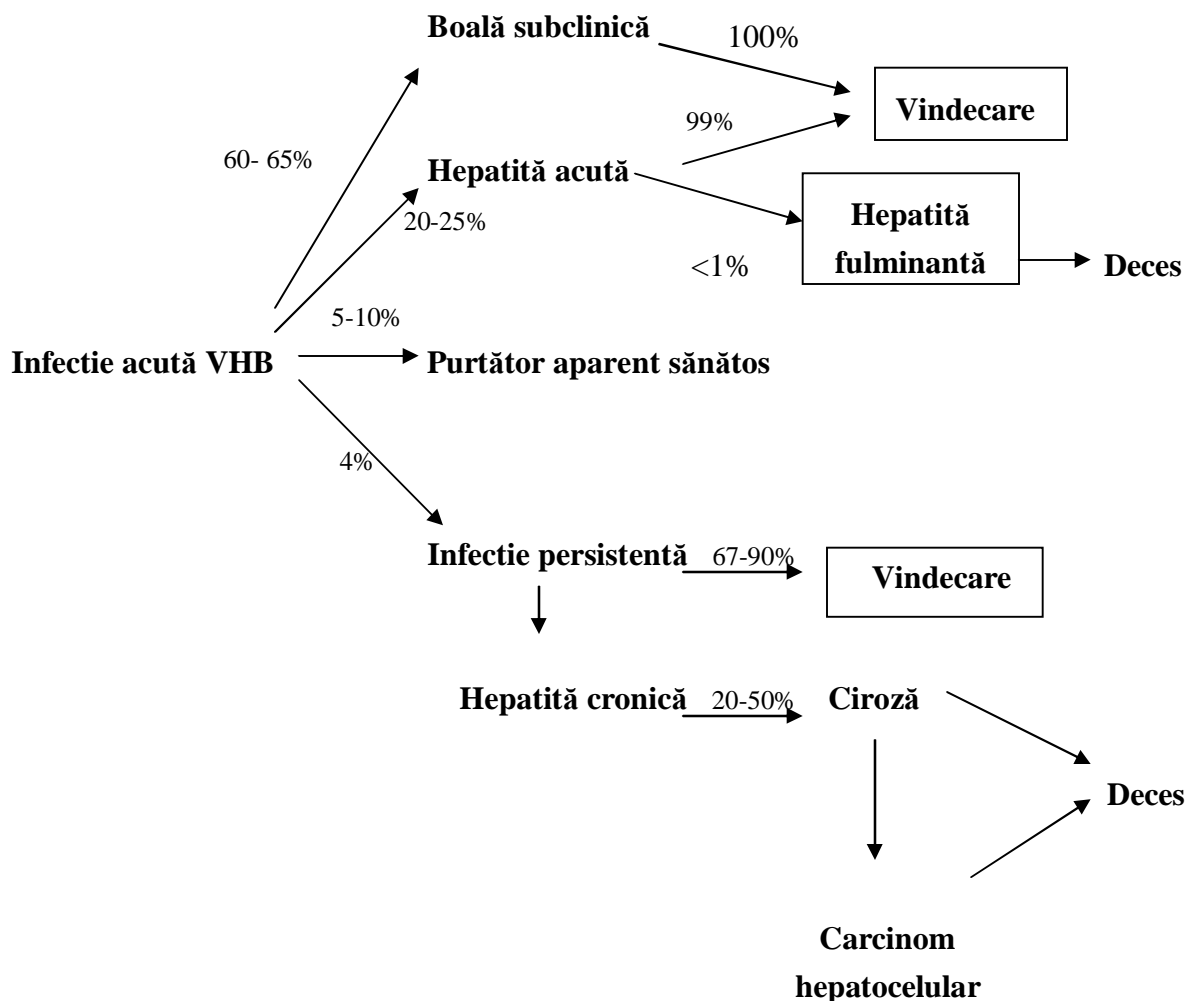 Boală subclinică
100%
Vindecare
99%
60- 65%
Hepatită acută
20-25%
Hepatită
fulminantă
<1%
Deces
5-10%
Infectie acută VHB
Purtător aparent sănătos
4%
Infectie persistentă
67-90%
Vindecare
Hepatită cronică
20-50%
Ciroză
Deces
Carcinom
hepatocelular